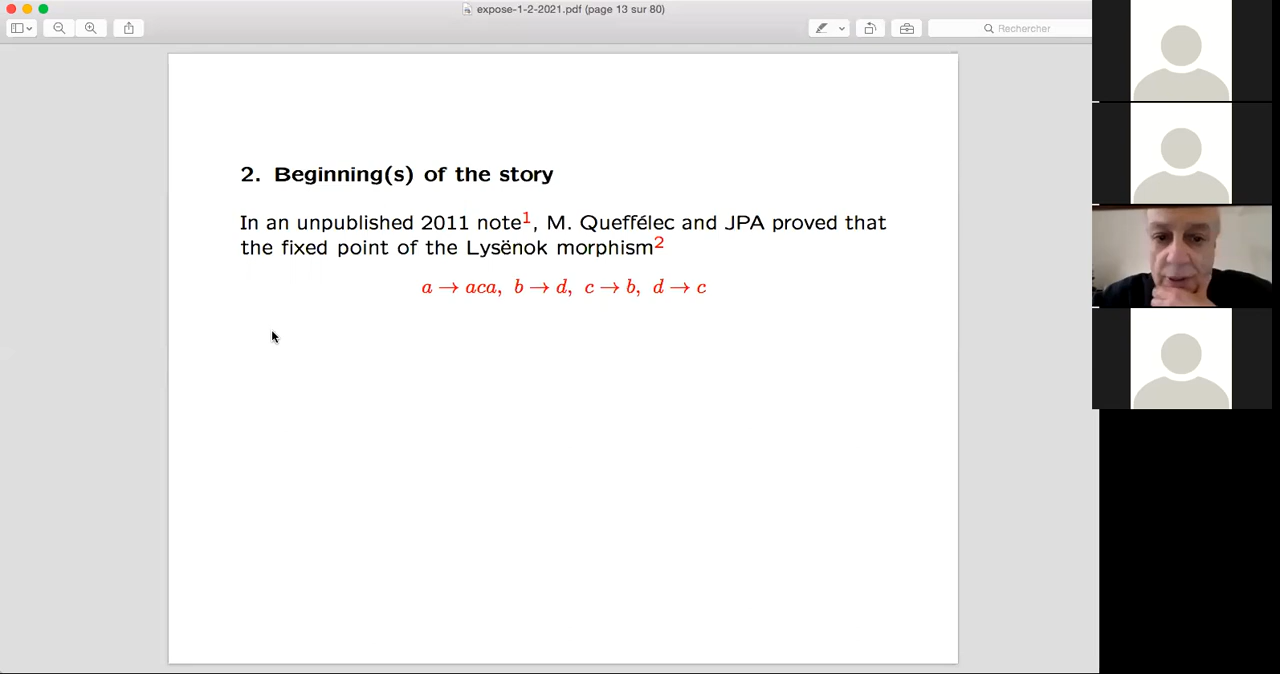 expose-1-2-2021.pdf (page 13 sur 80)
Rechercher
2. Beginning(s) of the story
In an unpublished 2011 note¹, M. Queffélec and JPA proved that
the fixed point of the Lysënok morphism²
a → aca, b → d, c → b, d → c